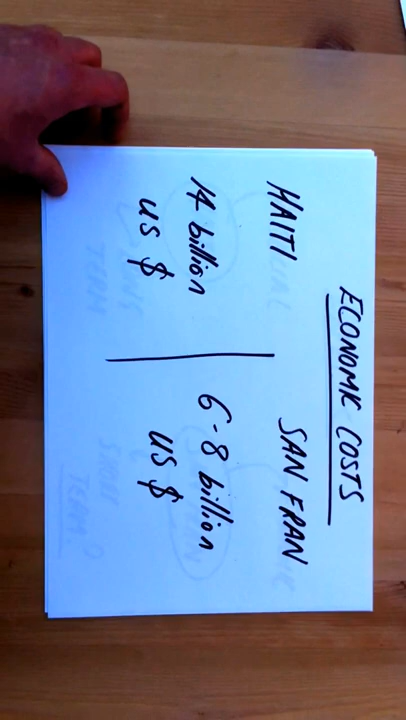 ECONOMIC COSTS
HAITI
14 billion
US $
SAN FRAN
6-8 billion
US $